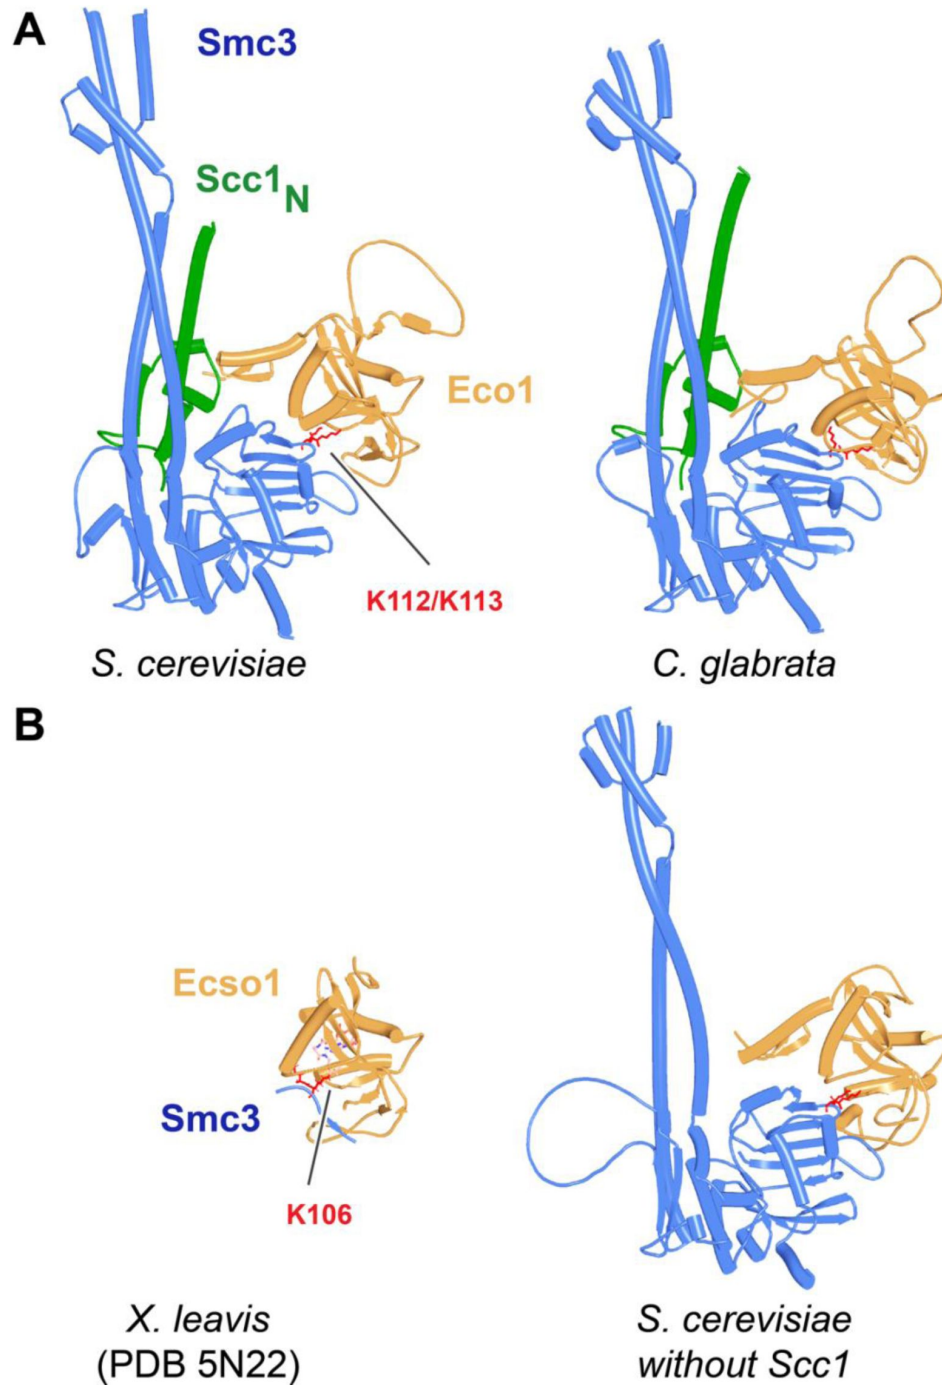 A
Smc3
Scc1N
Eco1
K112/K113
S. cerevisiae
C. glabrata
B
Ecso1
Smc3
K106
X. leavis
(PDB 5N22)
S. cerevisiae
without Scc1